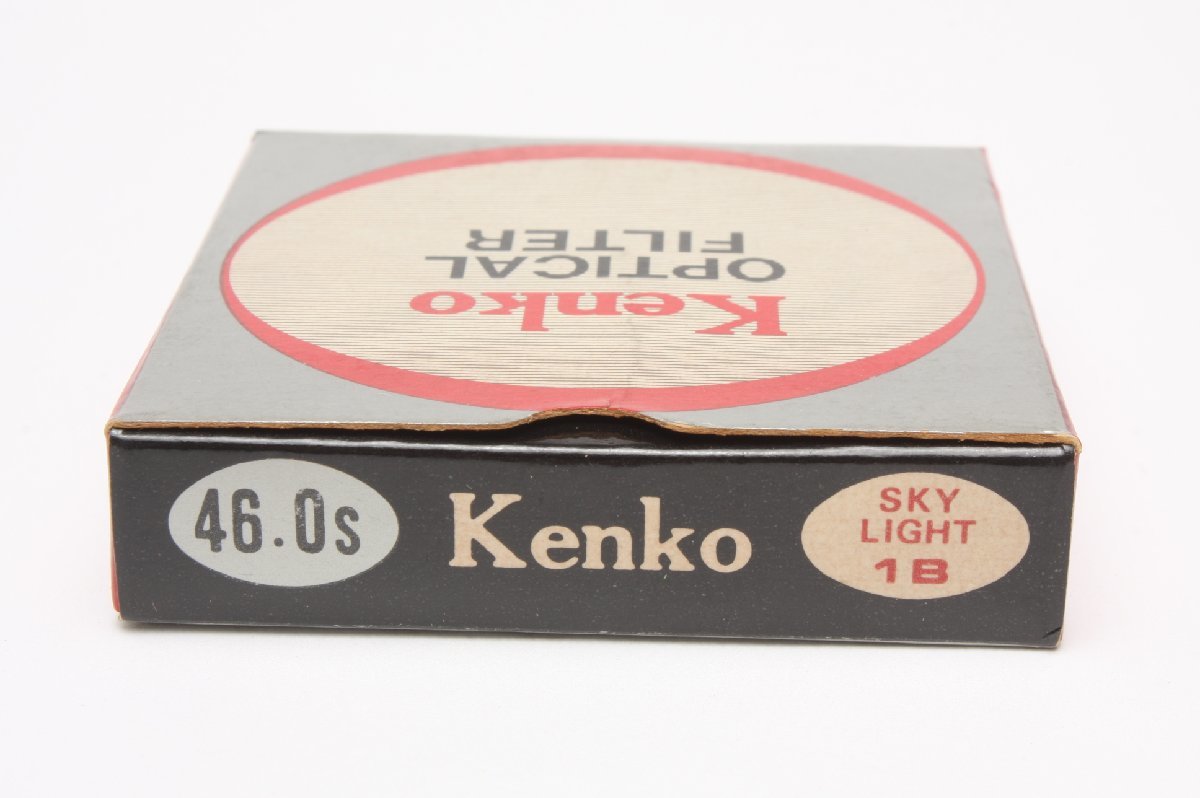 Kenko
OPTICAL
FILTER
46.0s
Kenko
SKY
LIGHT
1B